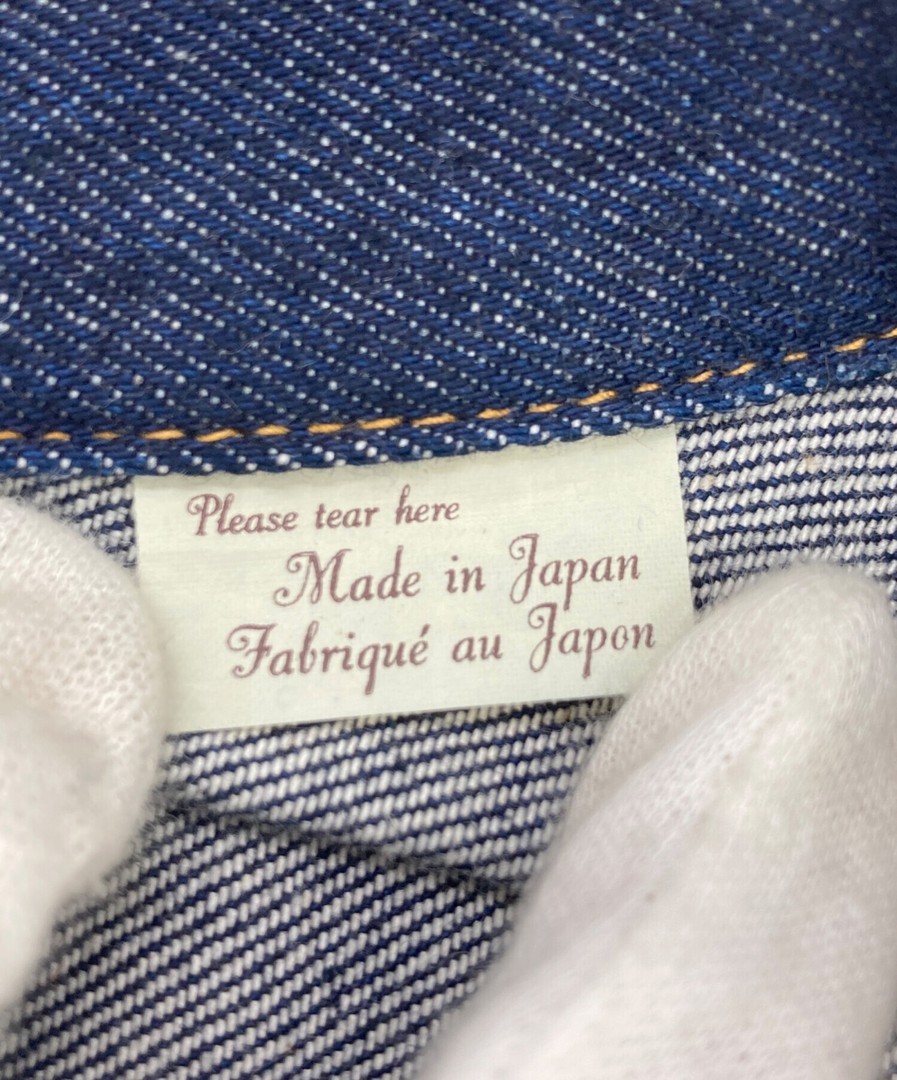 Please tear here
Made in Japan
Fabriqué au Japon